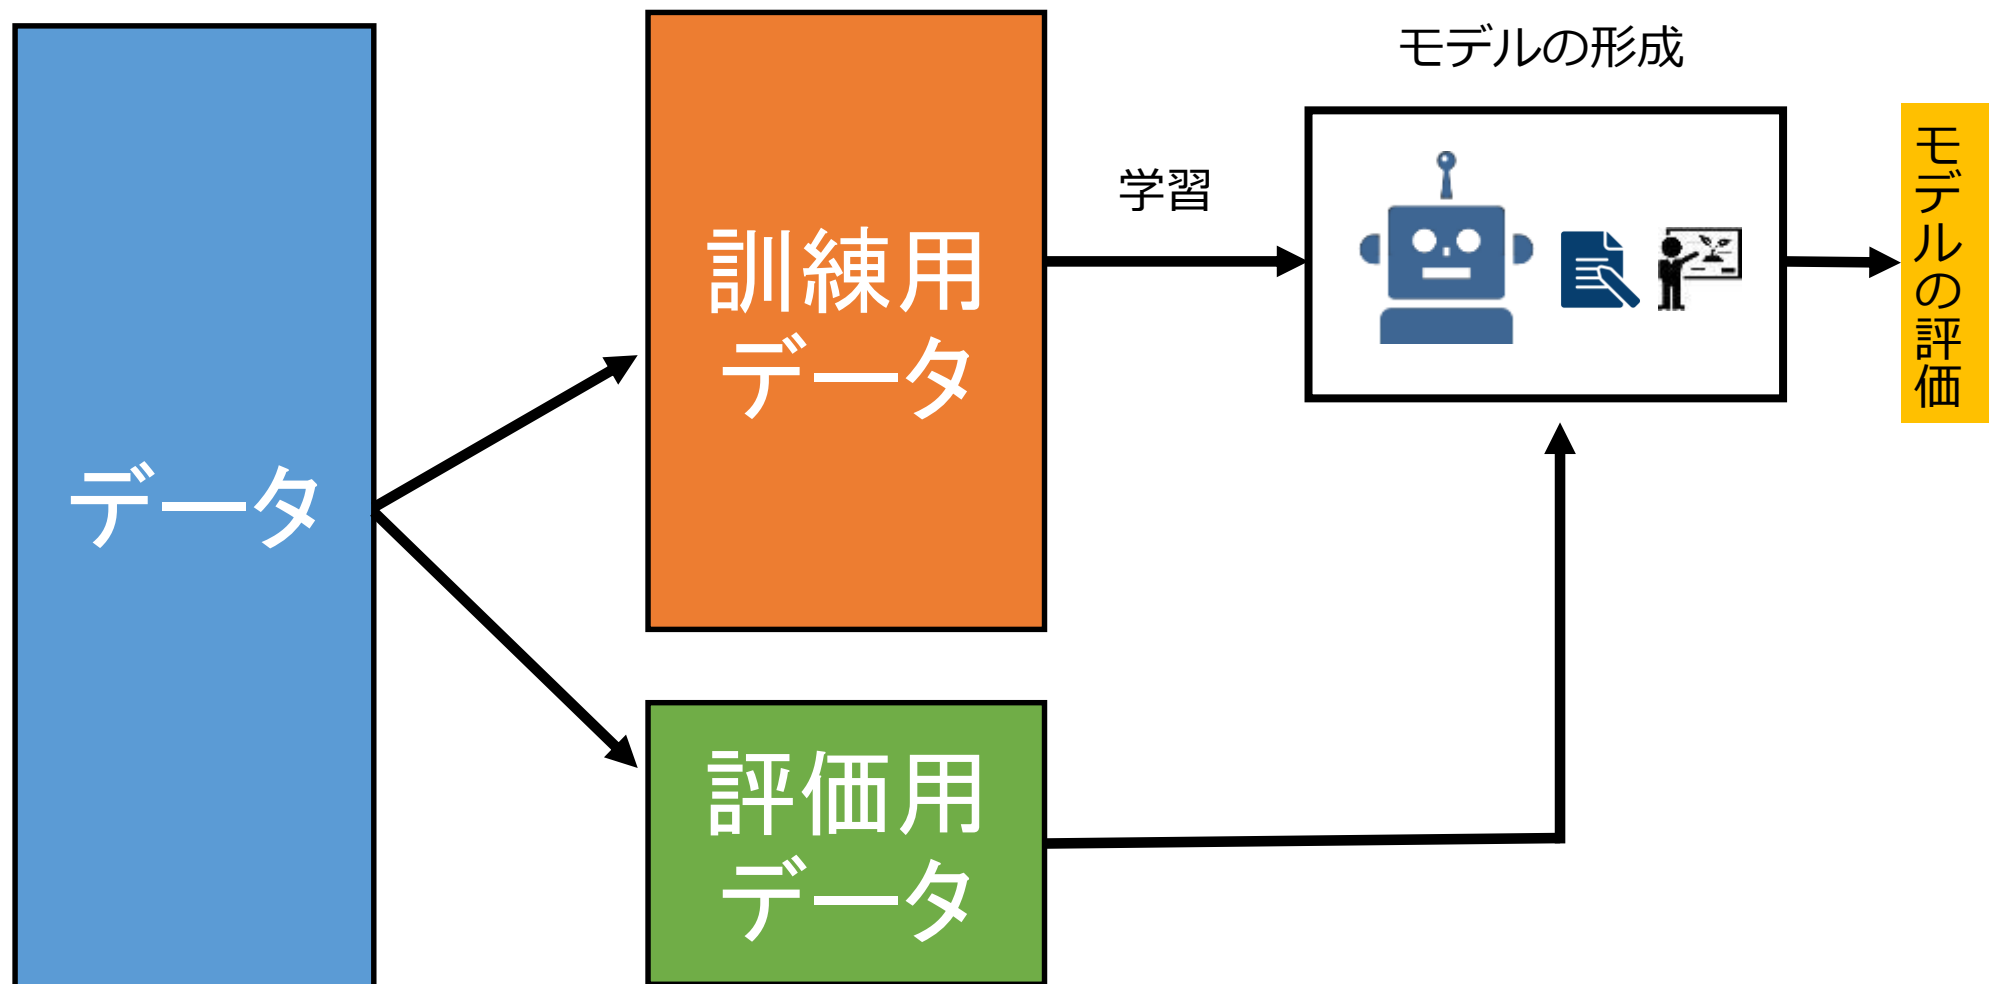 データ
訓練用
データ
評価用
データ
学習
モデルの形成
モデルの評価